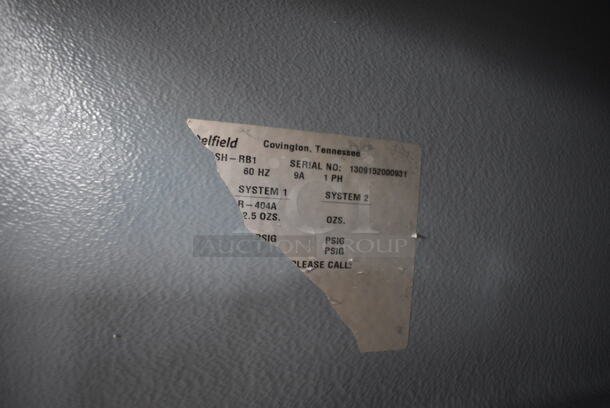 Delfield Covington, Tennessee
SH-RB1 SERIAL NO: 1309152000931
60 HZ 9A 1 PH
SYSTEM 1 SYSTEM 2
R-404A
2.5 OZS. OZS.
PSIG PSIG
PSIG
PLEASE CALL:
AUCTION GROUP